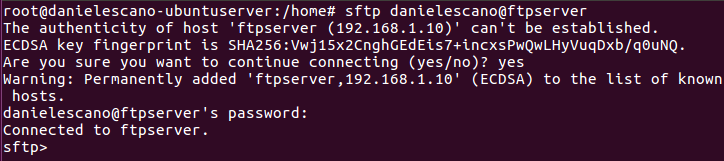 root@danielescano-ubuntuserver:/home# sftp danielescano@ftpserver
The authenticity of host 'ftpserver (192.168.1.10)' can't be established.
ECDSA key fingerprint is SHA256:Vwj15x2CnghGEdEis7+incxsPwQwLHyVuqDxb/q0uNQ.
Are you sure you want to continue connecting (yes/no)? yes
Warning: Permanently added 'ftpserver,192.168.1.10' (ECDSA) to the list of known
hosts.
danielescano@ftpserver's password:
Connected to ftpserver.
sftp>